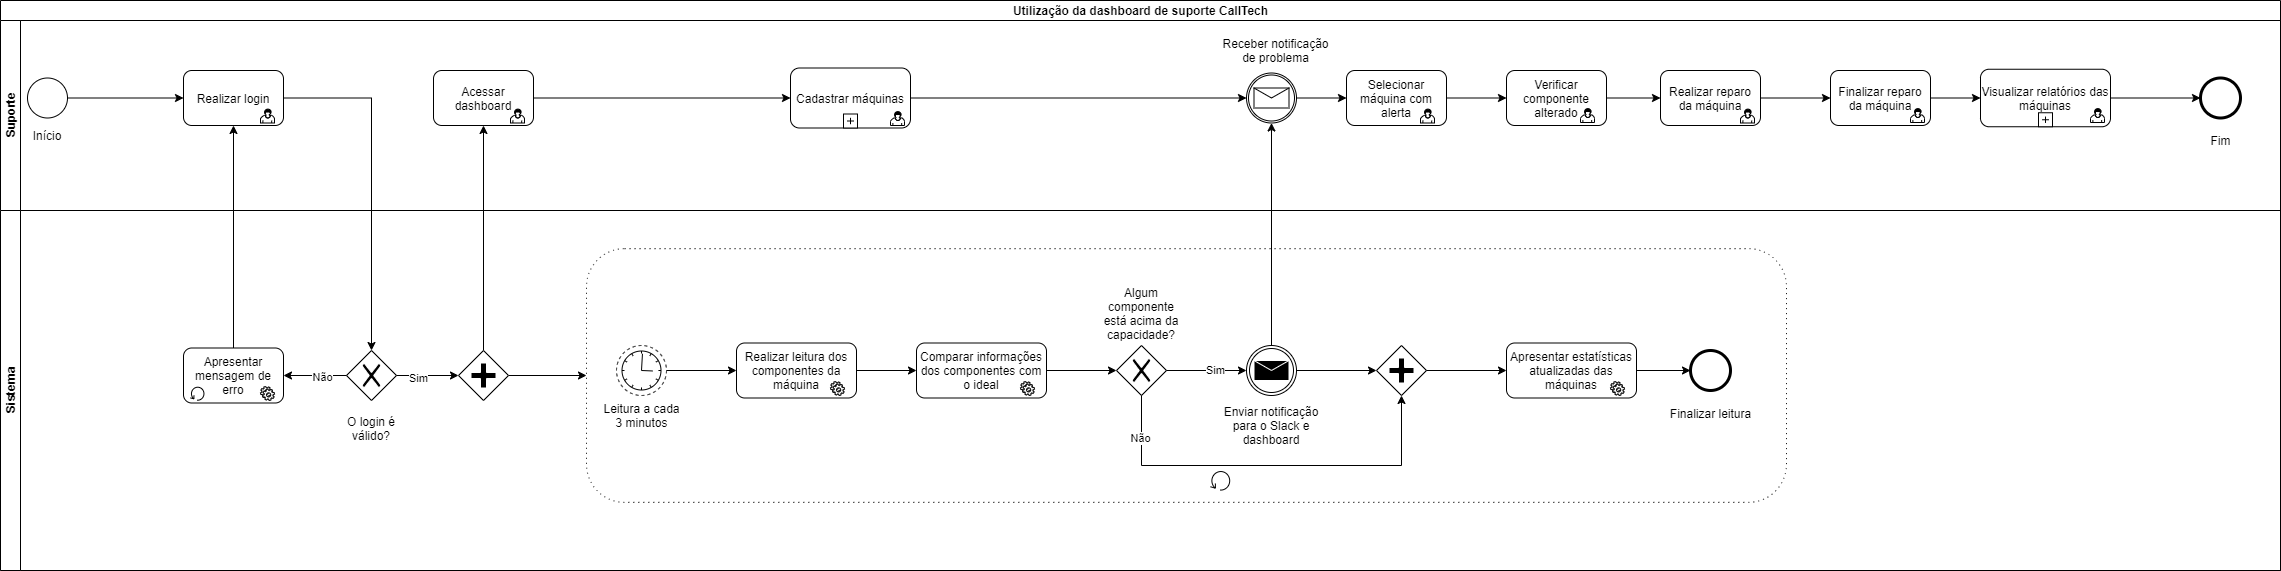 Utilização da dashboard de suporte CallTech
Suporte
Início
Realizar login
Acessar
dashboard
Cadastrar máquinas
Receber notificação
de problema
Selecionar
máquina com
alerta
Verificar
componente
alterado
Realizar reparo
da máquina
Finalizar reparo
da máquina
Visualizar relatórios das
máquinas
Fim
Sistema
Apresentar
mensagem de
erro
Não
O login é
válido?
Sim
Leitura a cada
3 minutos
Realizar leitura dos
componentes da
máquina
Comparar informações
dos componentes com
o ideal
Algum
componente
está acima da
capacidade?
Sim
Não
Enviar notificação
para o Slack e
dashboard
Apresentar estatísticas
atualizadas das
máquinas
Finalizar leitura